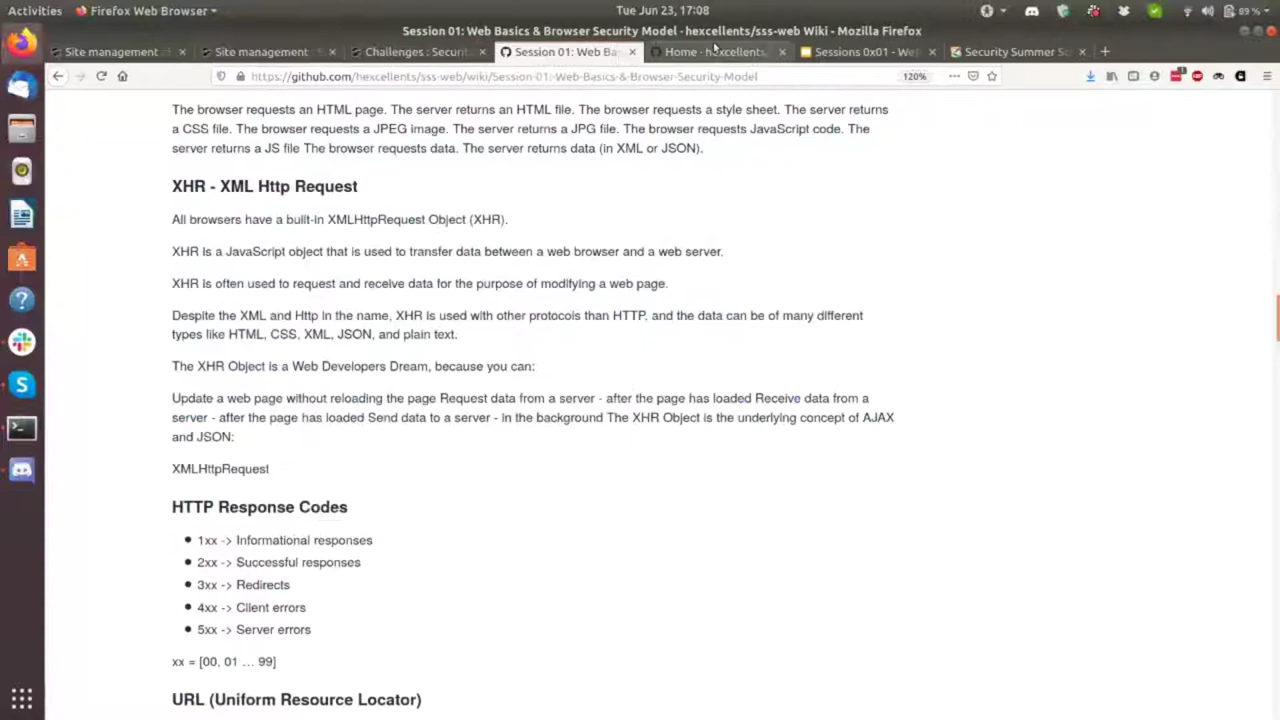 Activities
Firefox Web Browser
Tue Jun 23, 17:08
89 %
Session 01: Web Basics & Browser Security Model · hexcellents/sss-web Wiki - Mozilla Firefox
Site management
Site management
Challenges : Securit
Session 01: Web Ba
Home · hexcellents
Sessions 0x01 - We
Security Summer Sc
https://github.com/hexcellents/sss-web/wiki/Session-01:-Web-Basics-&-Browser-Security-Model
120%
The browser requests an HTML page. The server returns an HTML file. The browser requests a style sheet. The server returns
a CSS file. The browser requests a JPEG image. The server returns a JPG file. The browser requests JavaScript code. The
server returns a JS file The browser requests data. The server returns data (in XML or JSON).
XHR - XML Http Request
All browsers have a built-in XMLHttpRequest Object (XHR).
XHR is a JavaScript object that is used to transfer data between a web browser and a web server.
XHR is often used to request and receive data for the purpose of modifying a web page.
Despite the XML and Http in the name, XHR is used with other protocols than HTTP, and the data can be of many different
types like HTML, CSS, XML, JSON, and plain text.
The XHR Object is a Web Developers Dream, because you can:
Update a web page without reloading the page Request data from a server - after the page has loaded Receive data from a
server - after the page has loaded Send data to a server - in the background The XHR Object is the underlying concept of AJAX
and JSON:
XMLHttpRequest
HTTP Response Codes
1xx -> Informational responses
2xx -> Successful responses
3xx -> Redirects
4xx -> Client errors
5xx -> Server errors
xx = [00, 01 ... 99]
URL (Uniform Resource Locator)